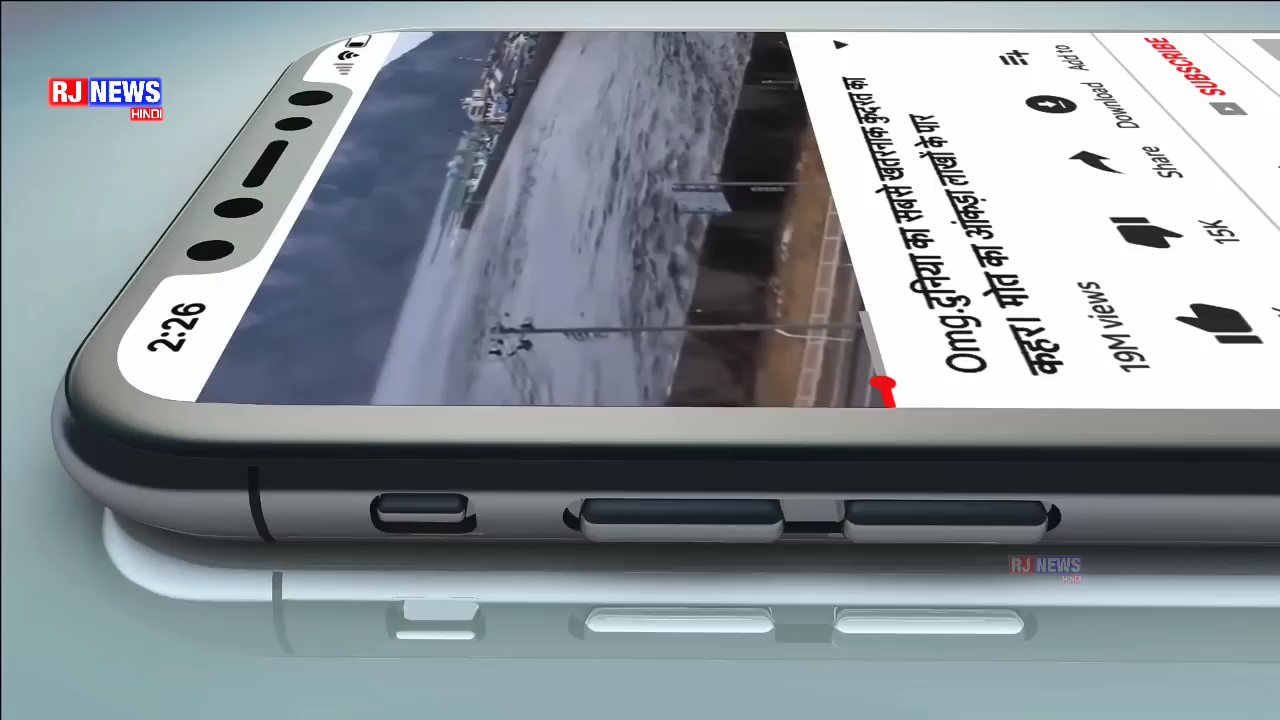 RJ NEWS
HINDI
2:26
Omg.दुनिया का सबसे खतरनाक कुदरत का
कहर। मौत का आंकड़ा लाखों के पार
19M views
15K
Share
Download
Add to
SUBSCRIBE
RJ NEWS
HINDI